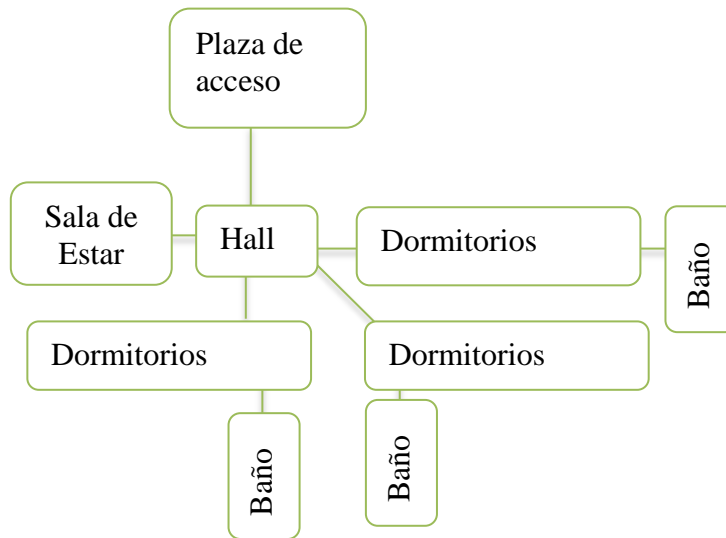 Plaza de
acceso
Sala de
Estar
Hall
Dormitorios
Baño
Dormitorios
Dormitorios
Baño
Baño